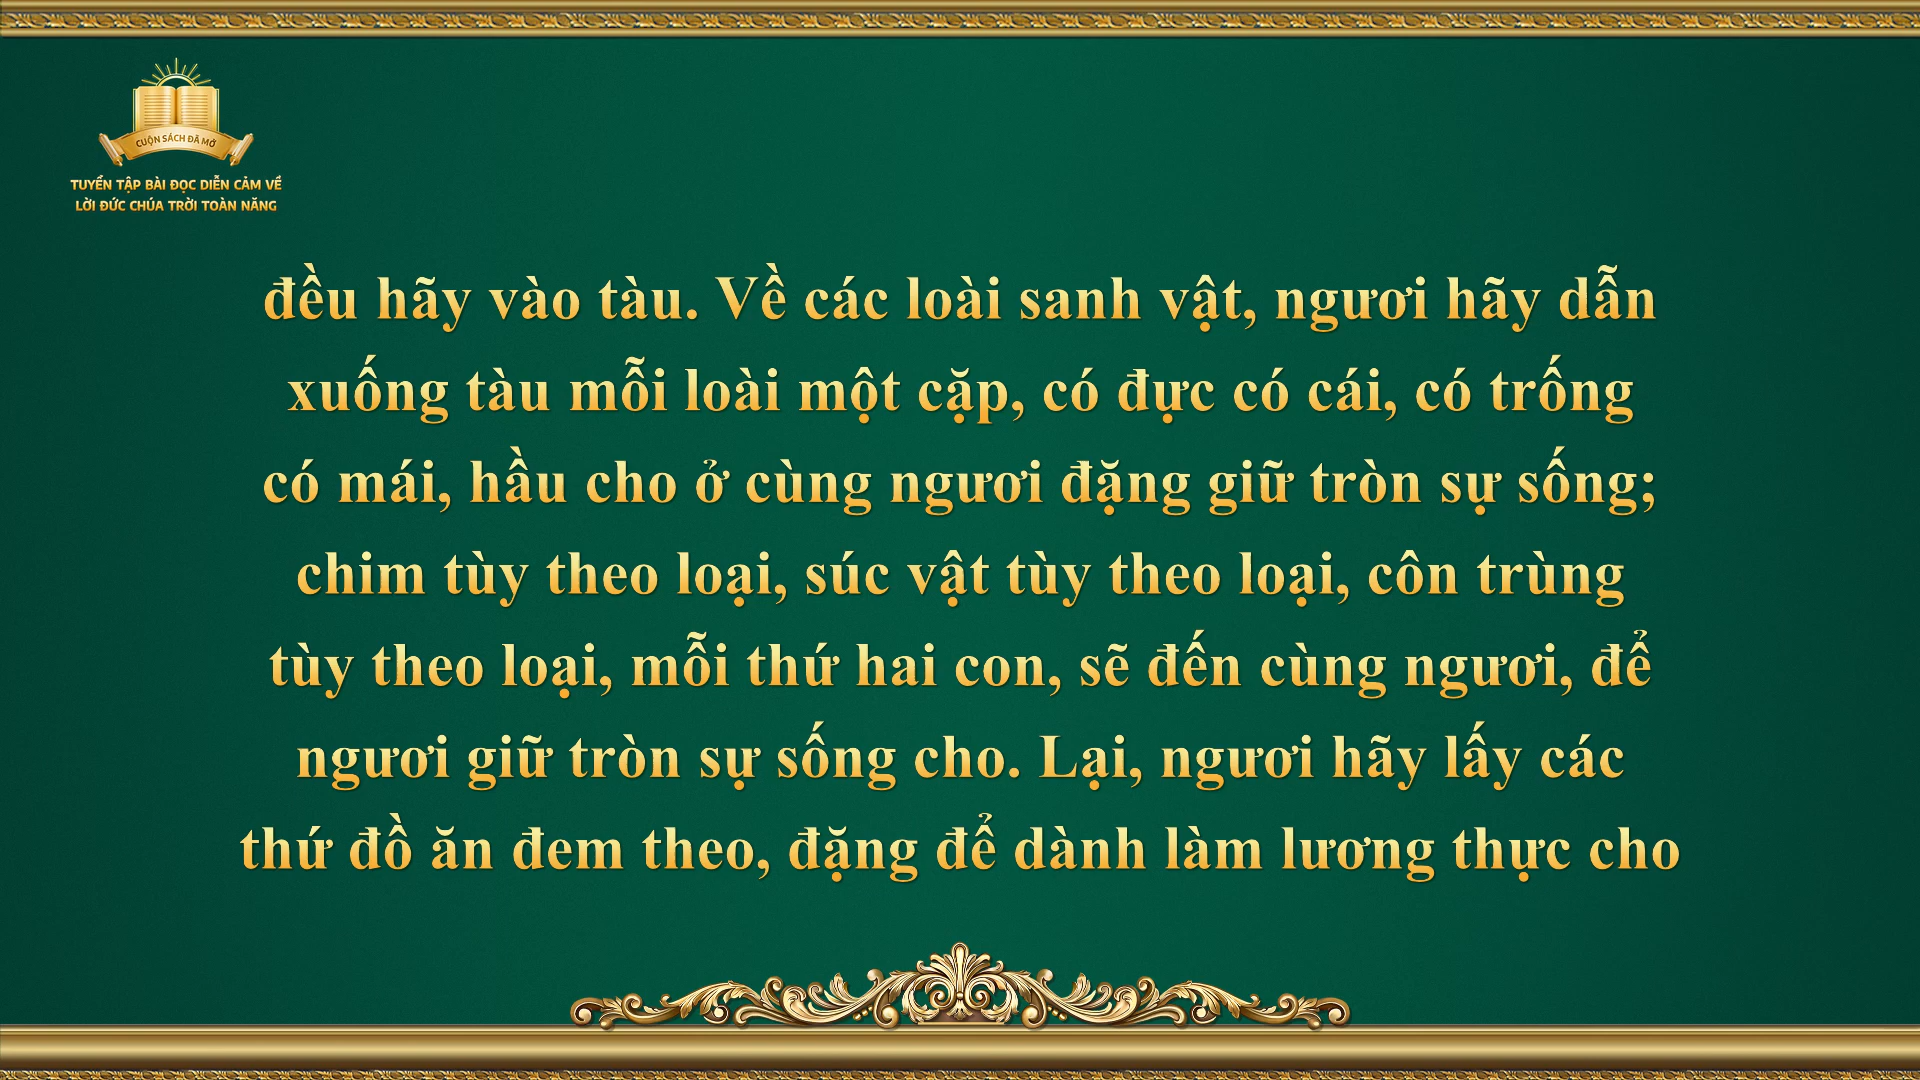 CUỘN SÁCH ĐÃ MỞ
TUYỂN TẬP BÀI ĐỌC DIỄN CẢM VỀ
LỜI ĐỨC CHÚA TRỜI TOÀN NĂNG
đều hãy vào tàu. Về các loài sanh vật, ngươi hãy dẫn
xuống tàu mỗi loài một cặp, có đực có cái, có trống
có mái, hầu cho ở cùng ngươi đặng giữ tròn sự sống;
chim tùy theo loại, súc vật tùy theo loại, côn trùng
tùy theo loại, mỗi thứ hai con, sẽ đến cùng ngươi, để
ngươi giữ tròn sự sống cho. Lại, ngươi hãy lấy các
thứ đồ ăn đem theo, đặng để dành làm lương thực cho